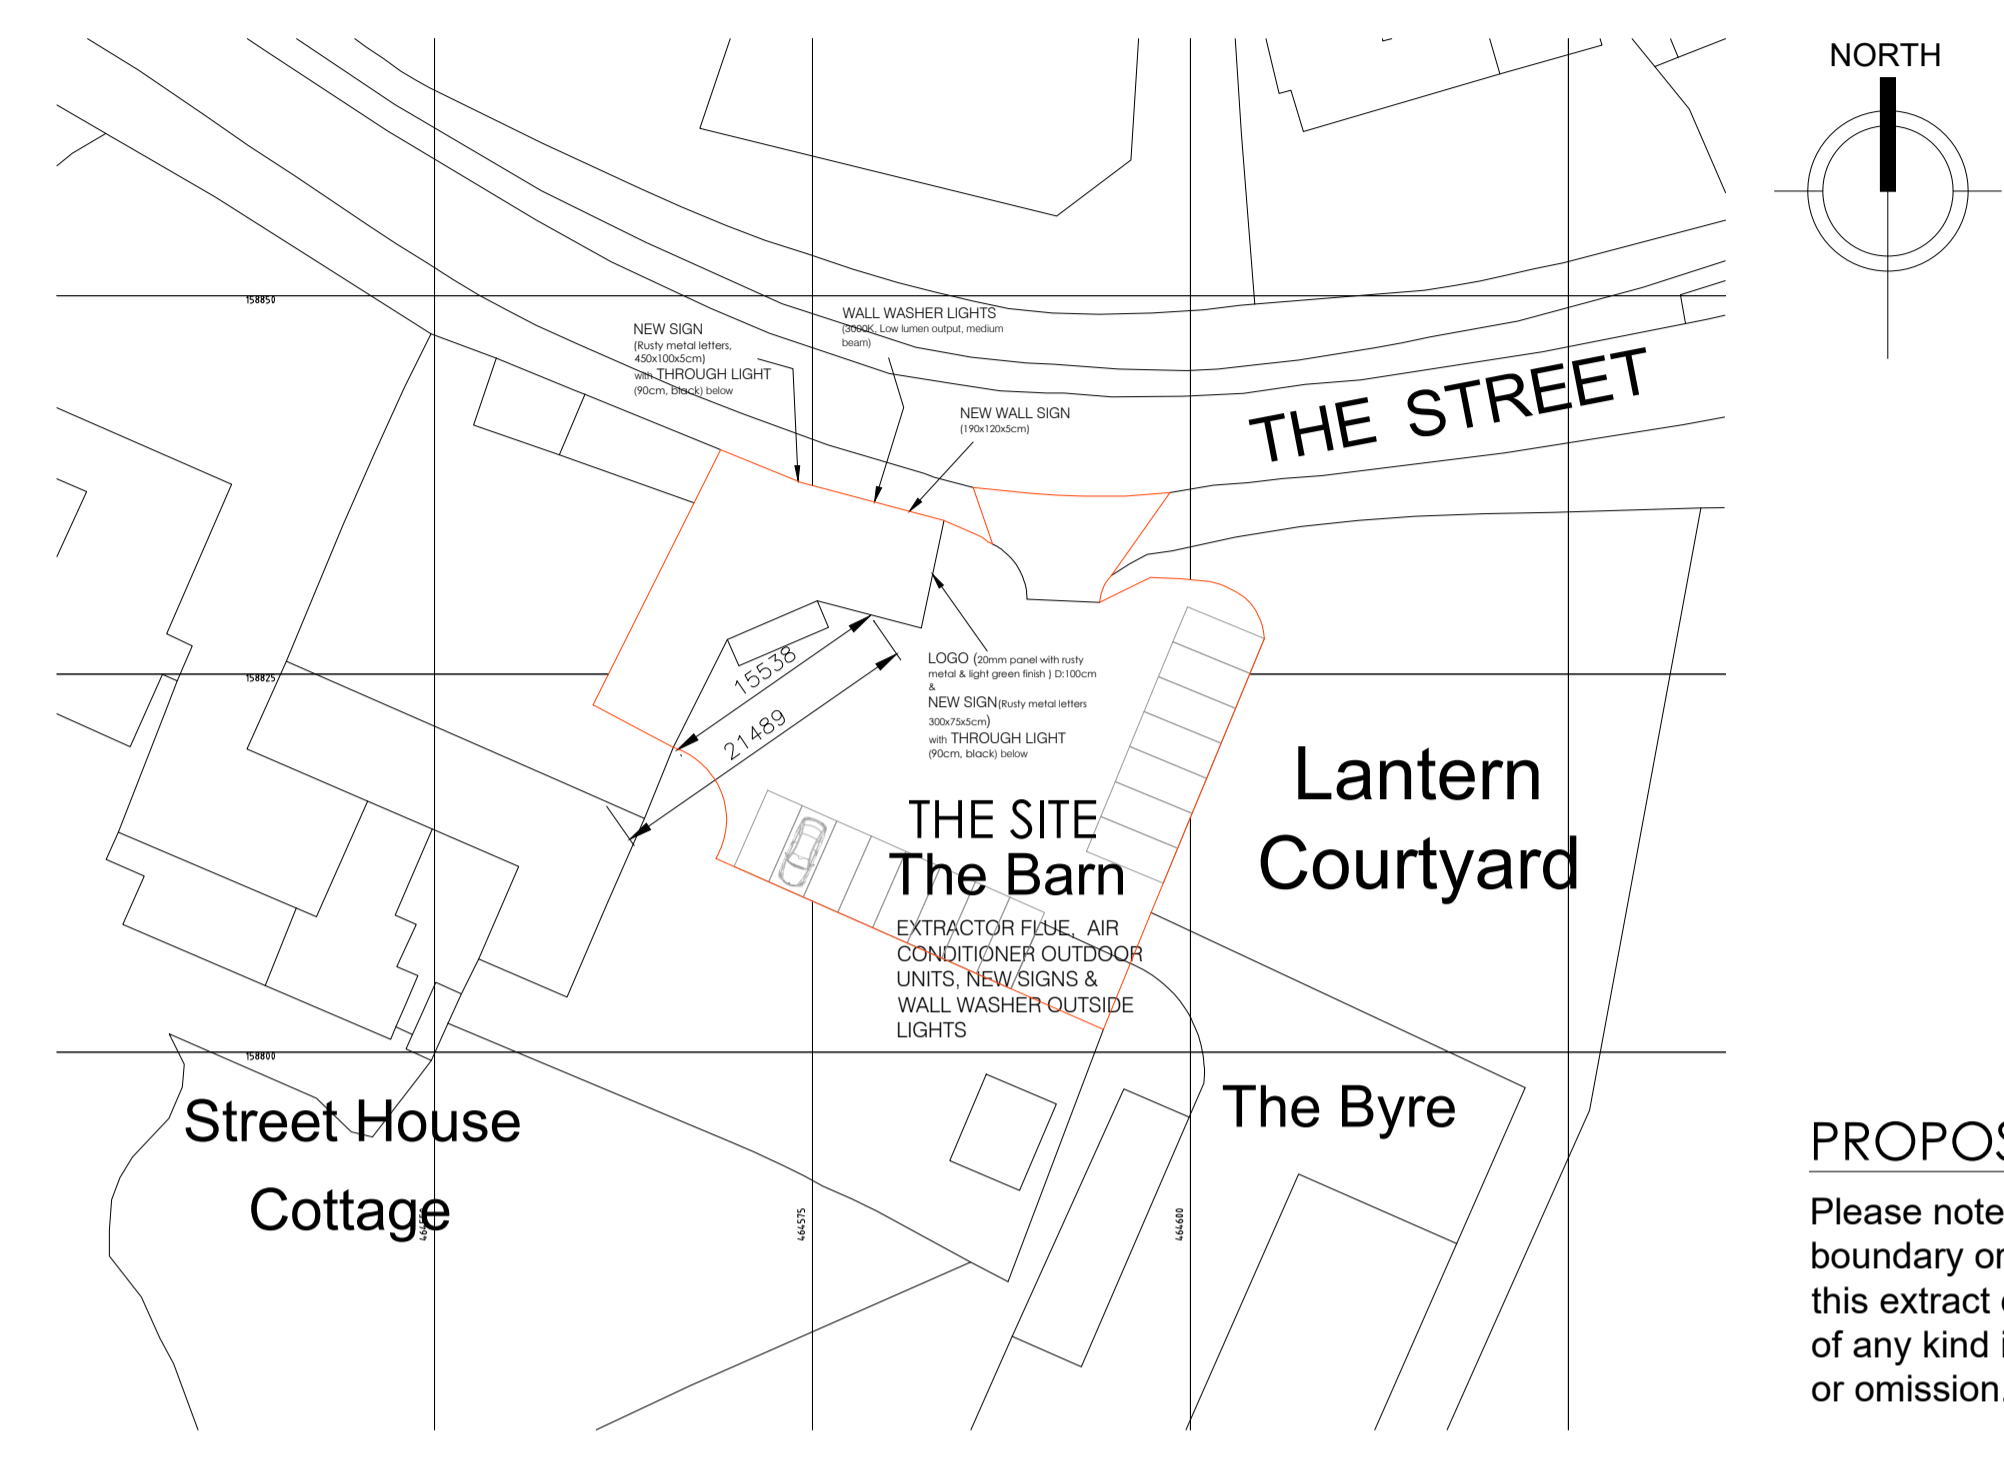 NORTH
158850
NEW SIGN
(Rusty metal letters,
450x100x5cm)
with THROUGH LIGHT
(90cm, black) below
WALL WASHER LIGHTS
(3000K, Low lumen output, medium
beam)
NEW WALL SIGN
(190x120x5cm)
THE STREET
158825
15538
21489
LOGO (20mm panel with rusty
metal & light green finish ) D:100cm
&
NEW SIGN(Rusty metal letters
300x75x5cm)
with THROUGH LIGHT
(90cm, black) below
Lantern
Courtyard
THE SITE
The Barn
EXTRACTOR FLUE, AIR
CONDITIONER OUTDOOR
UNITS, NEW SIGNS &
WALL WASHER OUTSIDE
LIGHTS
158800
Street House
Cottage
The Byre
464575
464600
PROPOS
Please note
boundary or
this extract
of any kind i
or omission.